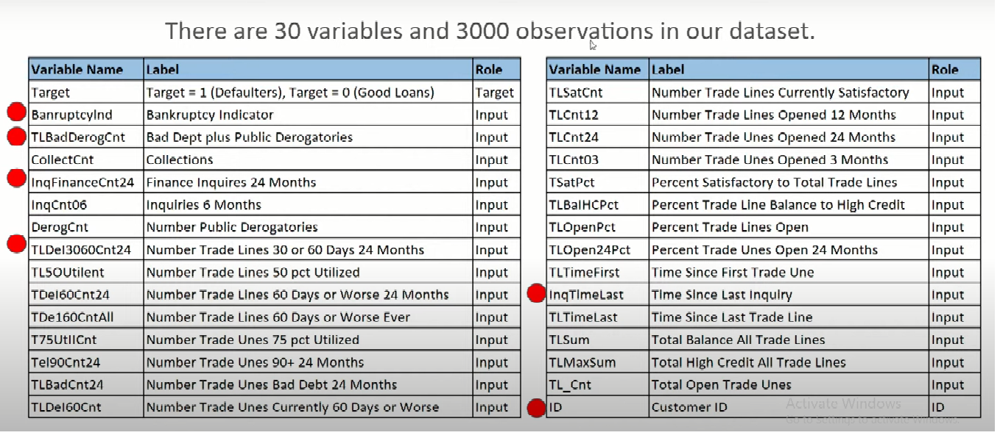 There are 30 variables and 3000 observations in our dataset.
Variable Name Label Role
Target Target = 1 (Defaulters), Target = 0 (Good Loans) Target
BanruptcyInd Bankruptcy Indicator Input
TLBadDerogCnt Bad Dept plus Public Derogatories Input
CollectCnt Collections Input
InqFinanceCnt24 Finance Inquires 24 Months Input
InqCnt06 Inquiries 6 Months Input
DerogCnt Number Public Derogatories Input
TLDel3060Cnt24 Number Trade Lines 30 or 60 Days 24 Months Input
TL5OUtilent Number Trade Lines 50 pct Utilized Input
TDel60Cnt24 Number Trade Lines 60 Days or Worse 24 Months Input
TDe160CntAll Number Trade Lines 60 Days or Worse Ever Input
T75UtIICnt Number Trade Unes 75 pct Utilized Input
Tel90Cnt24 Number Trade Unes 90+ 24 Months Input
TLBadCnt24 Number Trade Unes Bad Debt 24 Months Input
TLDel60Cnt Number Trade Unes Currently 60 Days or Worse Input
Variable Name Label Role
TLSatCnt Number Trade Lines Currently Satisfactory Input
TLCnt12 Number Trade Lines Opened 12 Months Input
TLCnt24 Number Trade Unes Opened 24 Months Input
TLCnt03 Number Trade Unes Opened 3 Months Input
TSatPct Percent Satisfactory to Total Trade Lines Input
TLBalHCPct Percent Trade Line Balance to High Credit Input
TLOpenPct Percent Trade Lines Open Input
TLOpen24Pct Percent Trade Unes Open 24 Months Input
TLTimeFirst Time Since First Trade Une Input
InqTimeLast Time Since Last Inquiry Input
TLTimeLast Time Since Last Trade Line Input
TLSum Total Balance All Trade Lines Input
TLMaxSum Total High Credit All Trade Lines Input
TL_Cnt Total Open Trade Unes Input
ID Customer ID ID
Activate Windows
Go to Settings to activate Windows.